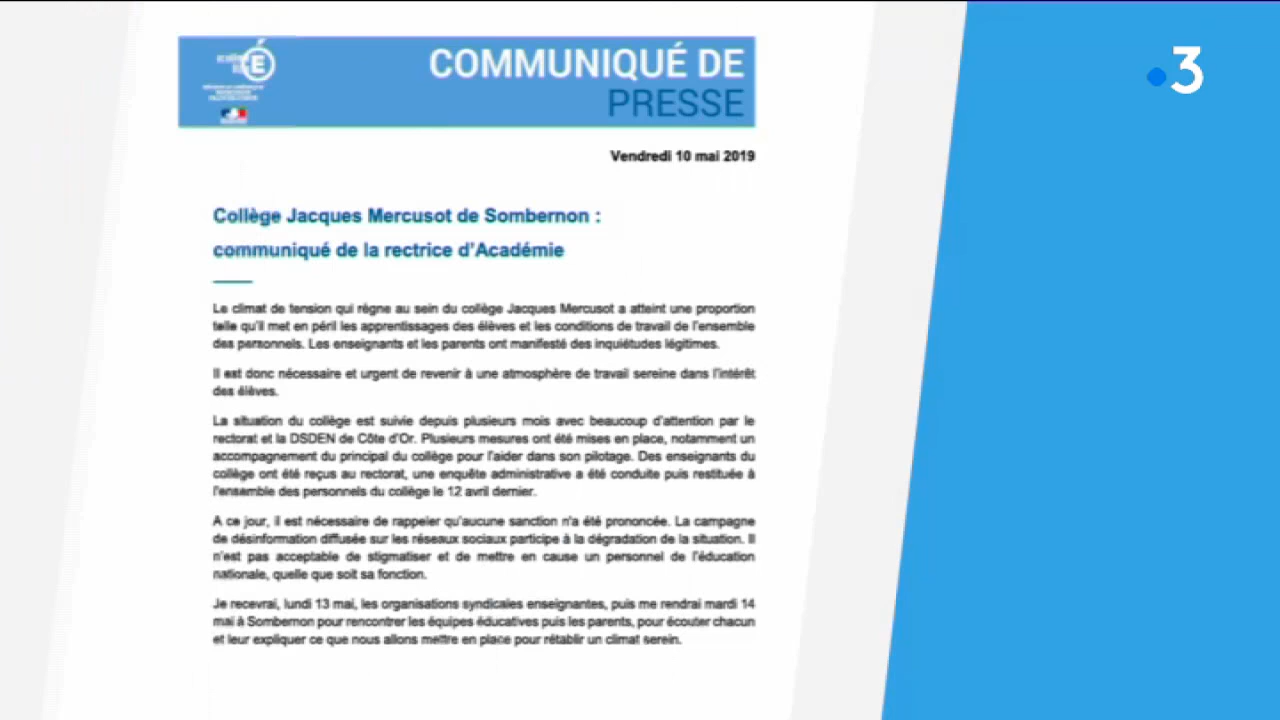 COMMUNIQUÉ DE
PRESSE
3
Vendredi 10 mai 2019
Collège Jacques Mercusot de Sombernon :
communiqué de la rectrice d'Académie
Le climat de tension qui règne au sein du collège Jacques Mercusot a atteint une proportion
telle qu'il met en péril les apprentissages des élèves et les conditions de travail de l'ensemble
des personnels. Les enseignants et les parents ont manifesté des inquiétudes légitimes.
Il est donc nécessaire et urgent de revenir à une atmosphère de travail sereine dans l'intérêt
des élèves.
La situation du collège est suivie depuis plusieurs mois avec beaucoup d'attention par le
rectorat et la DSDEN de Côte d'Or. Plusieurs mesures ont été mises en place, notamment un
accompagnement du principal du collège pour l'aider dans son pilotage. Des enseignants du
collège ont été reçus au rectorat, une enquête administrative a été conduite puis restituée à
l'ensemble des personnels du collège le 12 avril dernier.
A ce jour, il est nécessaire de rappeler qu'aucune sanction n'a été prononcée. La campagne
de désinformation diffusée sur les réseaux sociaux participe à la dégradation de la situation. Il
n'est pas acceptable de stigmatiser et de mettre en cause un personnel de l'éducation
nationale, quelle que soit sa fonction.
Je recevrai, lundi 13 mai, les organisations syndicales enseignantes, puis me rendrai mardi 14
mai à Sombernon pour rencontrer les équipes éducatives puis les parents, pour écouter chacun
et leur expliquer ce que nous allons mettre en place pour rétablir un climat serein.